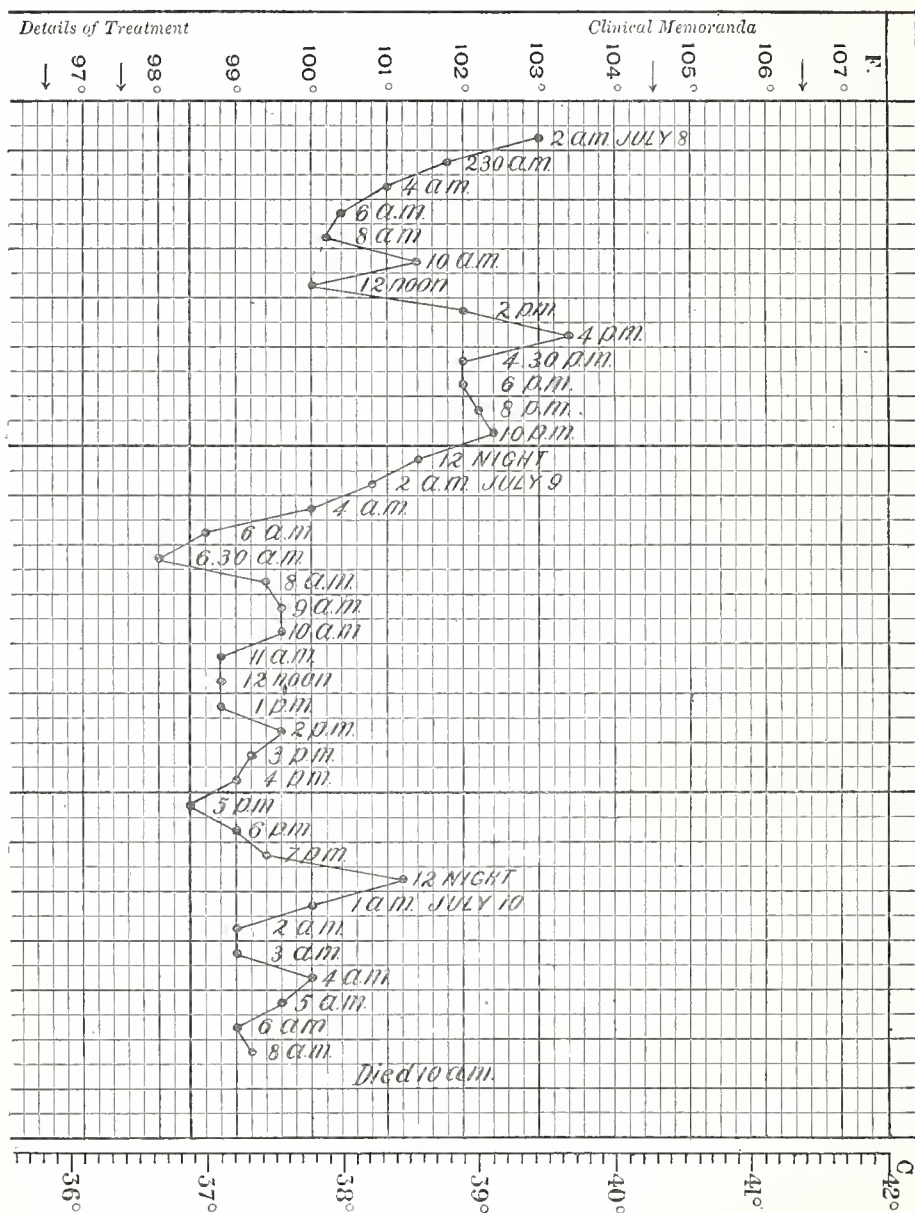 Details of Treatment Clinical Memoranda
97° 98° 99° 100° 101° 102° 103° 104° 105° 106° 107° F.
2 a.m. JULY 8
230 a.m.
4 a.m.
6 a.m.
8 a m
10 a.m.
12 noon
2 p.m.
4 p.m.
4.30 p.m.
6 p.m.
8 p.m.
10 p.m.
12 NIGHT
2 a.m. JULY 9
4 a.m.
6 a.m.
6.30 a.m.
8 a.m.
9 a.m.
10 a.m
11 a.m.
12 noon
1 p.m.
2 p.m.
3 p.m.
4 p.m.
5 p.m
6 p.m.
7 p.m.
12 NIGHT
1 a.m. JULY 10
2 a.m.
3 a.m.
4 a.m.
5 a.m.
6 a m
8 a.m.
Died 10 a.m.
36° 37° 38° 39° 40° 41° 42° C